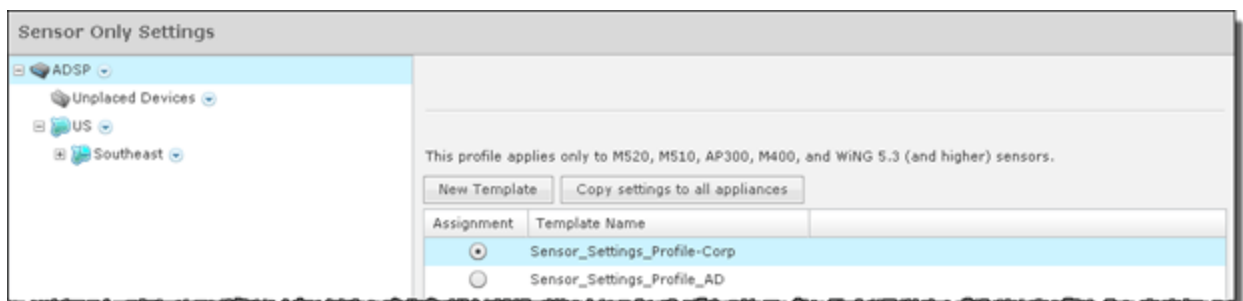 Sensor Only Settings
ADSP
Unplaced Devices
US
Southeast
This profile applies only to M520, M510, AP300, M400, and WiNG 5.3 (and higher) sensors.
New Template Copy settings to all appliances
Assignment Template Name
Sensor_Settings_Profile-Corp
Sensor_Settings_Profile_AD